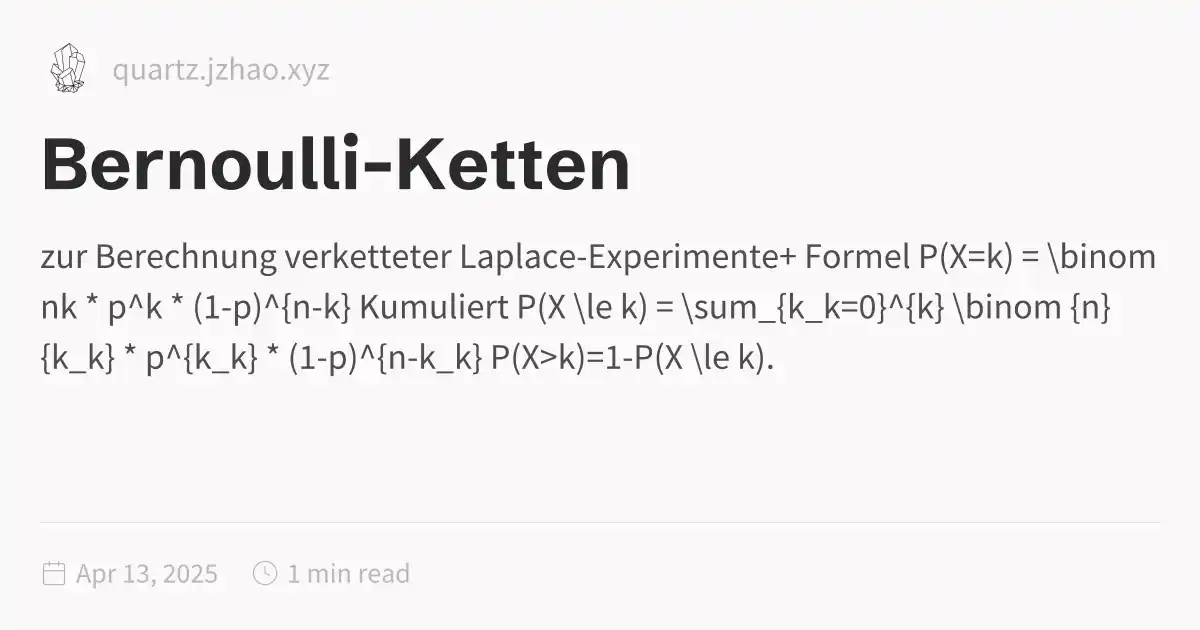 quartz.jzhao.xyz
Bernoulli-Ketten
zur Berechnung verketteter Laplace-Experimente+ Formel P(X=k) = \binom
nk * p^k * (1-p)^{n-k} Kumuliert P(X \le k) = \sum_{k_k=0}^{k} \binom {n}
{k_k} * p^{k_k} * (1-p)^{n-k_k} P(X>k)=1-P(X \le k).
Apr 13, 2025 1 min read